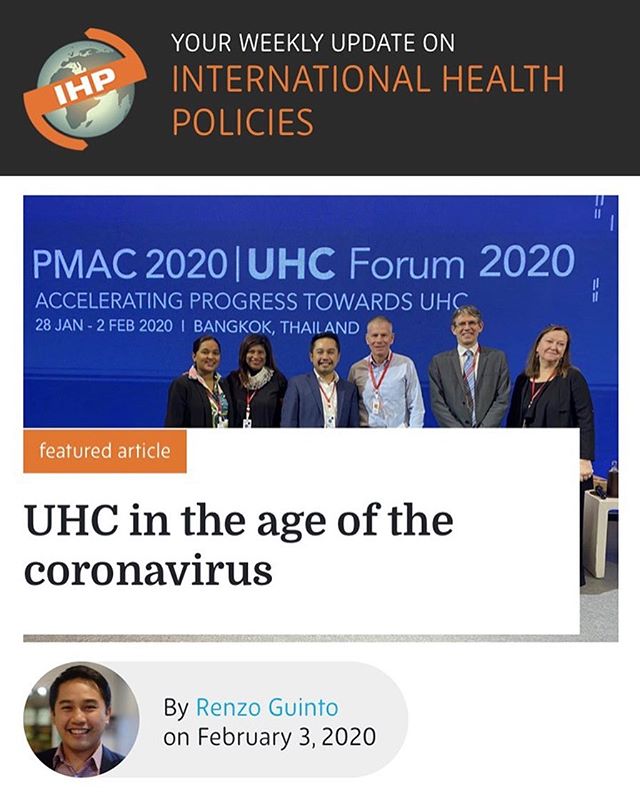 IHP
YOUR WEEKLY UPDATE ON
INTERNATIONAL HEALTH
POLICIES
PMAC 2020 | UHC Forum 2020
ACCELERATING PROGRESS TOWARDS UHC
28 JAN - 2 FEB 2020 | BANGKOK, THAILAND
featured article
UHC in the age of the
coronavirus
By Renzo Guinto
on February 3, 2020